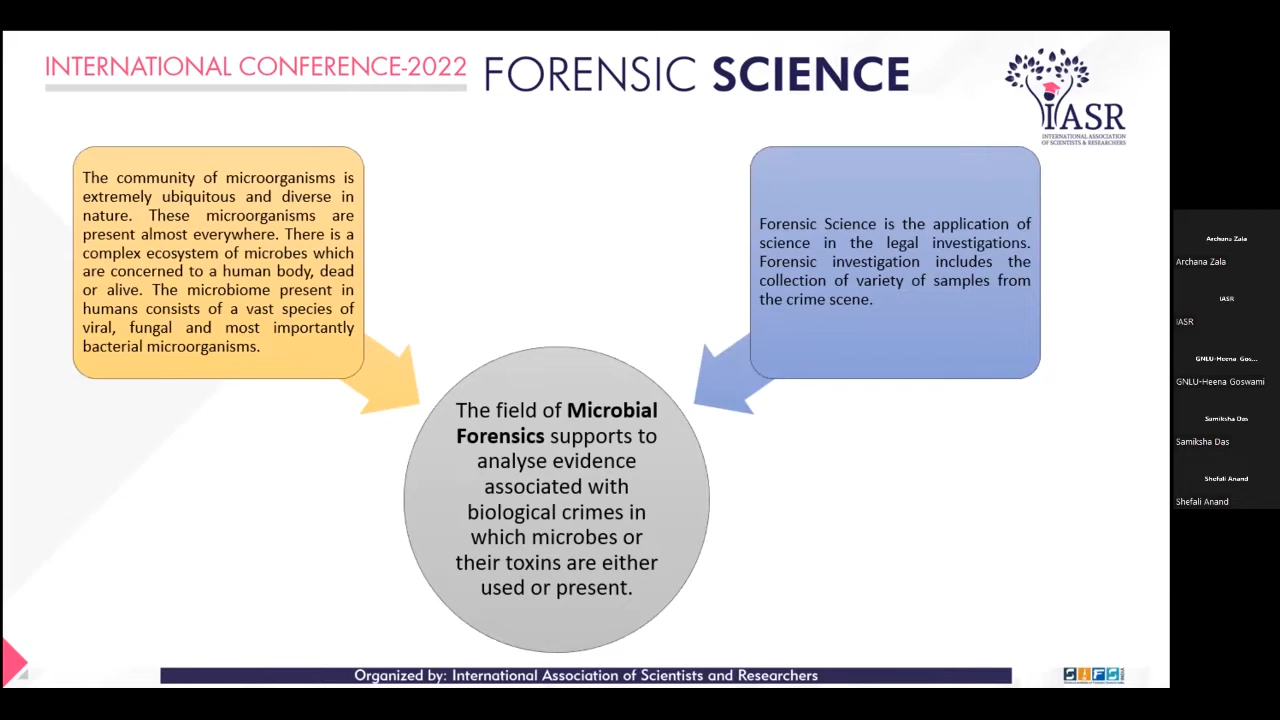 INTERNATIONAL CONFERENCE-2022 FORENSIC SCIENCE
IASR
INTERNATIONAL ASSOCIATION
OF SCIENTISTS & RESEARCHERS
The community of microorganisms is
extremely ubiquitous and diverse in
nature. These microorganisms are
present almost everywhere. There is a
complex ecosystem of microbes which
are concerned to a human body, dead
or alive. The microbiome present in
humans consists of a vast species of
viral, fungal and most importantly
bacterial microorganisms.
Forensic Science is the application of
science in the legal investigations.
Forensic investigation includes the
collection of variety of samples from
the crime scene.
The field of Microbial
Forensics supports to
analyse evidence
associated with
biological crimes in
which microbes or
their toxins are either
used or present.
Organized by: International Association of Scientists and Researchers
SIFS
INDIA
Archana Zala
Archana Zala
IASR
IASR
GNLU-Heena Gos...
GNLU-Heena Goswami
Samiksha Das
Samiksha Das
Shefali Anand
Shefali Anand